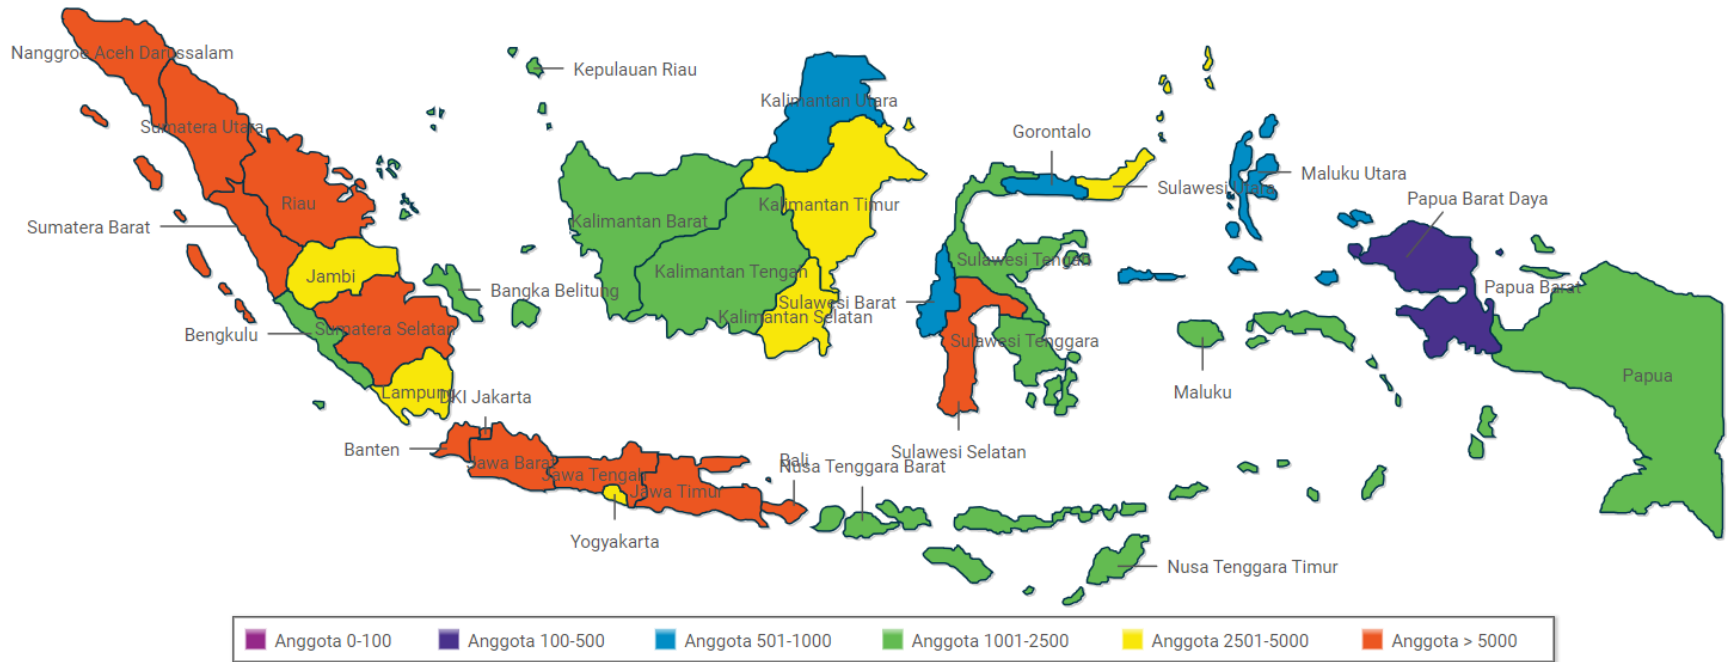 Nanggroe Aceh Darussalam
Kepulauan Riau
Kalimantan Utara
Sumatera Utara
Gorontalo
Maluku Utara
Sulawesi Utara
Papua Barat Daya
Riau
Kalimantan Timur
Sumatera Barat
Kalimantan Barat
Sulawesi Tengah
Jambi
Kalimantan Tengah
Bangka Belitung
Papua Barat
Sulawesi Barat
Kalimantan Selatan
Bengkulu
Sumatera Selatan
Sulawesi Tenggara
Papua
Lampung
DKI Jakarta
Maluku
Banten
Sulawesi Selatan
Jawa Barat
Bali
Nusa Tenggara Barat
Jawa Tengah
Jawa Timur
Yogyakarta
Nusa Tenggara Timur
Anggota 0-100 Anggota 100-500 Anggota 501-1000 Anggota 1001-2500 Anggota 2501-5000 Anggota > 5000